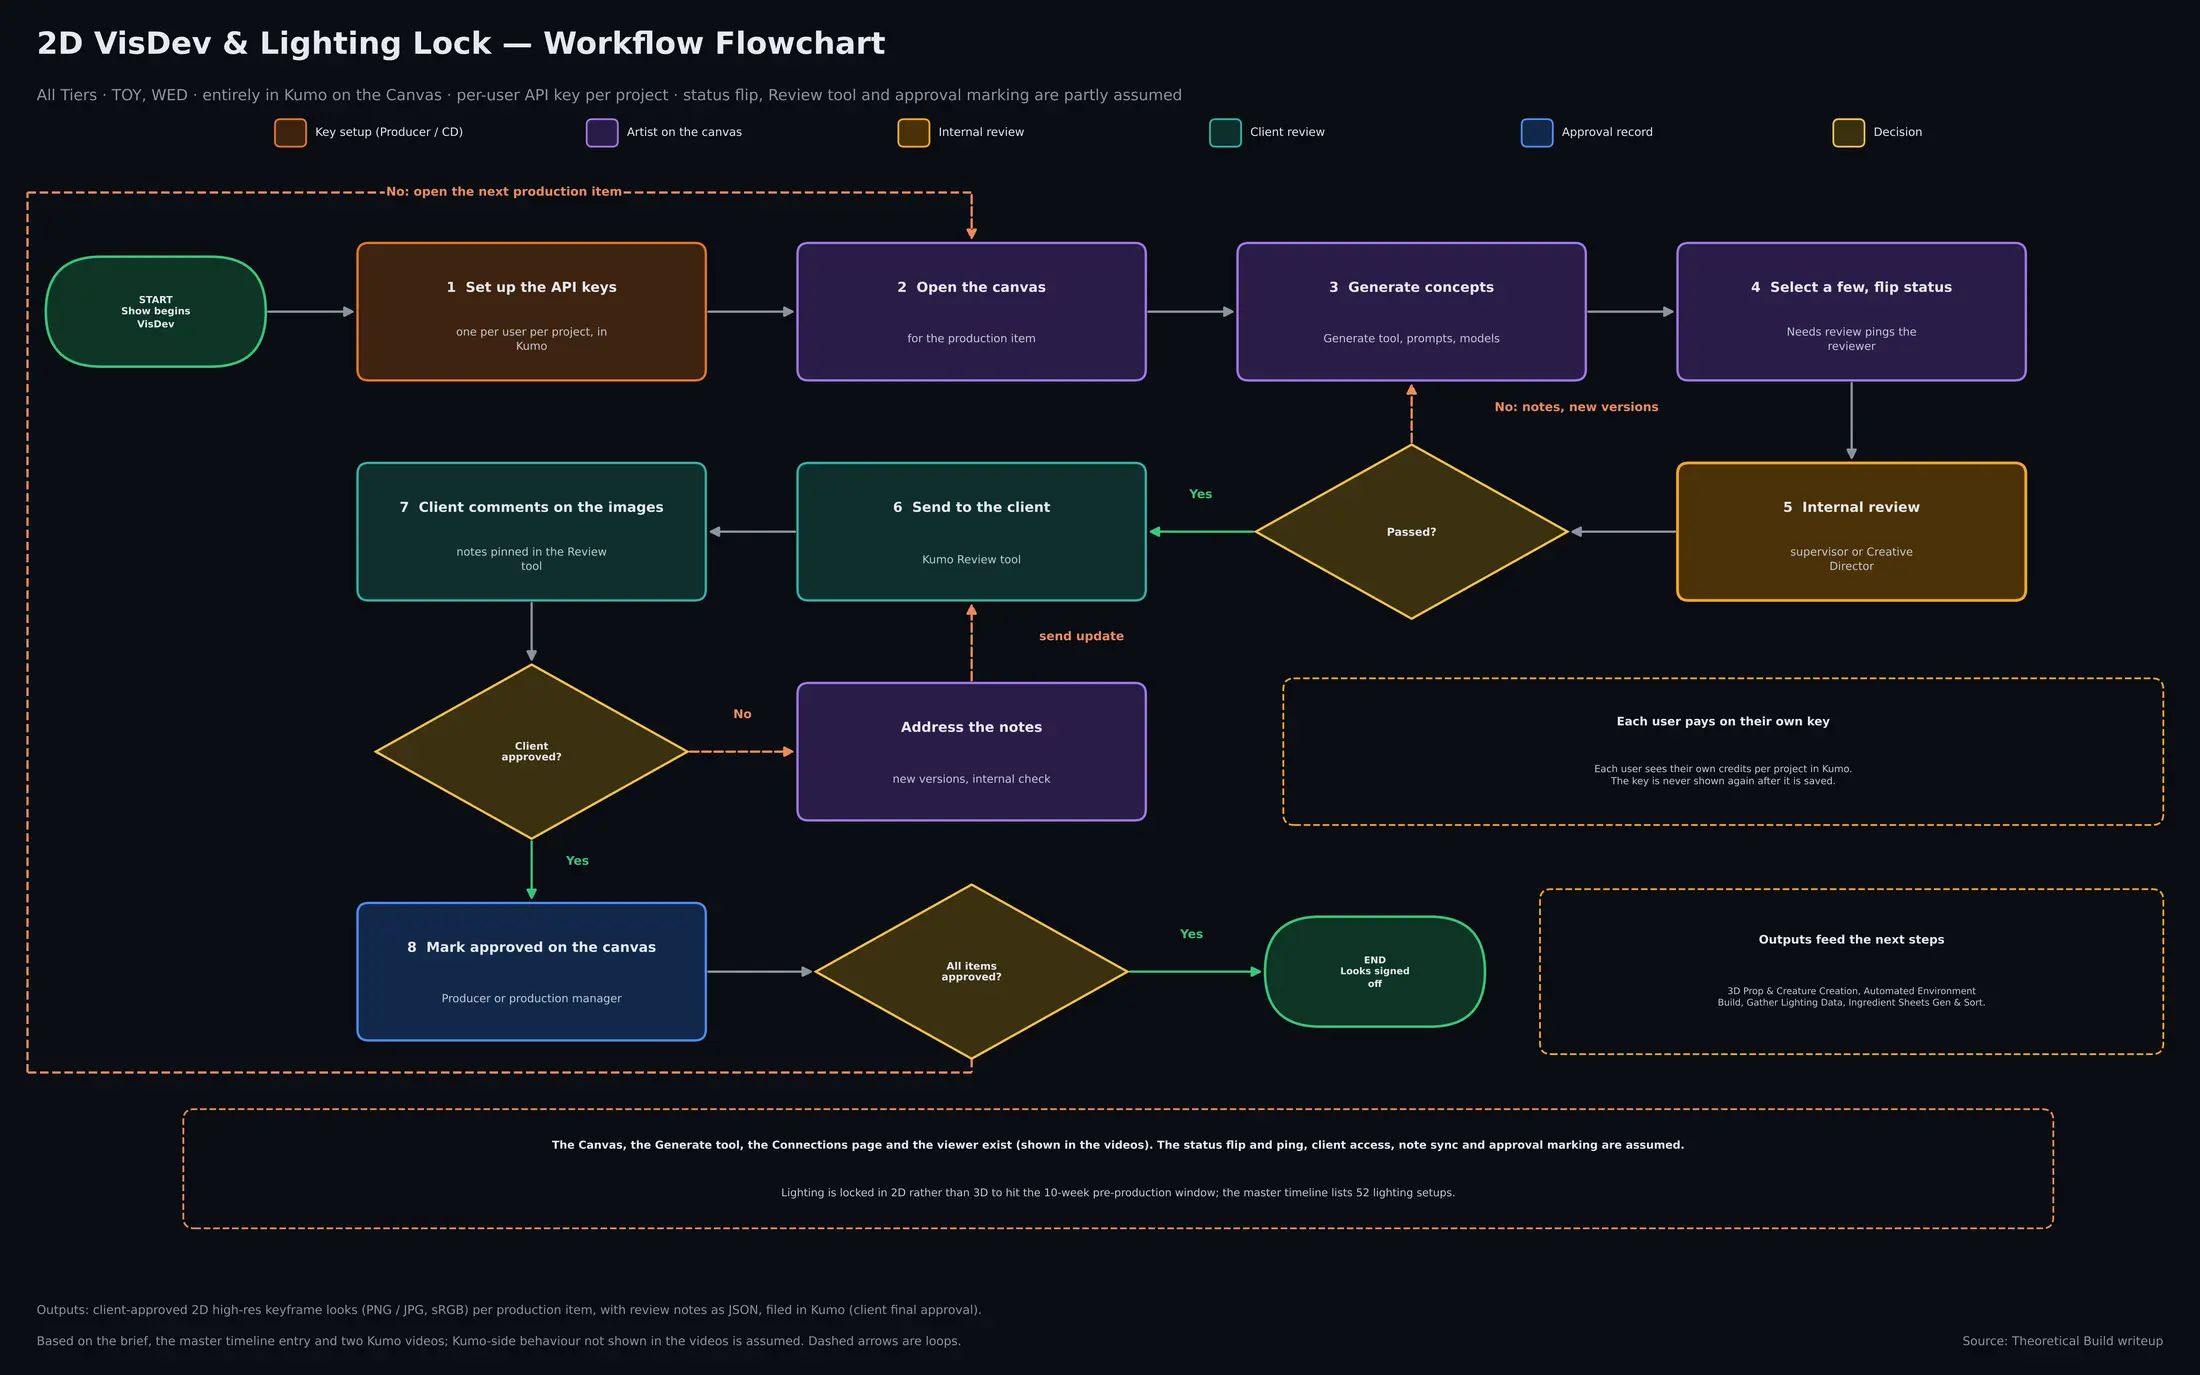 2D VisDev & Lighting Lock — Workflow Flowchart
All Tiers · TOY, WED · entirely in Kumo on the Canvas · per-user API key per project · status flip, Review tool and approval marking are partly assumed
Key setup (Producer / CD)
Artist on the canvas
Internal review
Client review
Approval record
Decision
No: open the next production item
START
Show begins
VisDev
1 Set up the API keys
one per user per project, in
Kumo
2 Open the canvas
for the production item
3 Generate concepts
Generate tool, prompts, models
4 Select a few, flip status
Needs review pings the
reviewer
No: notes, new versions
7 Client comments on the images
notes pinned in the Review
tool
6 Send to the client
Kumo Review tool
Yes
Passed?
5 Internal review
supervisor or Creative
Director
send update
Client
approved?
No
Address the notes
new versions, internal check
Each user pays on their own key
Each user sees their own credits per project in Kumo.
The key is never shown again after it is saved.
Yes
8 Mark approved on the canvas
Producer or production manager
All items
approved?
Yes
END
Looks signed
off
Outputs feed the next steps
3D Prop & Creature Creation, Automated Environment
Build, Gather Lighting Data, Ingredient Sheets Gen & Sort.
The Canvas, the Generate tool, the Connections page and the viewer exist (shown in the videos). The status flip and ping, client access, note sync and approval marking are assumed.
Lighting is locked in 2D rather than 3D to hit the 10-week pre-production window; the master timeline lists 52 lighting setups.
Outputs: client-approved 2D high-res keyframe looks (PNG / JPG, sRGB) per production item, with review notes as JSON, filed in Kumo (client final approval).
Based on the brief, the master timeline entry and two Kumo videos; Kumo-side behaviour not shown in the videos is assumed. Dashed arrows are loops.
Source: Theoretical Build writeup